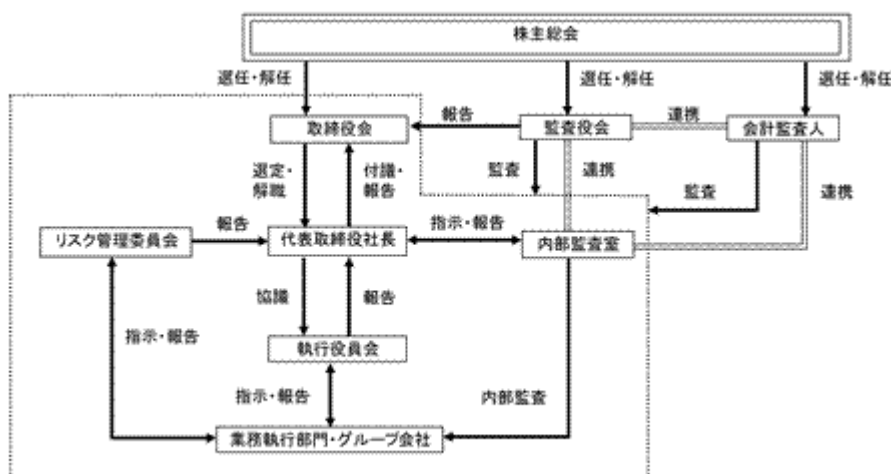 株主総会
選任・解任
選任・解任
選任・解任
取締役会
報告
監査役会
連携
会計監査人
選定・
解職
付議・
報告
監査
連携
監査
連携
リスク管理委員会
報告
代表取締役社長
指示・報告
内部監査室
協議
報告
指示・報告
執行役員会
指示・報告
内部監査
業務執行部門・グループ会社